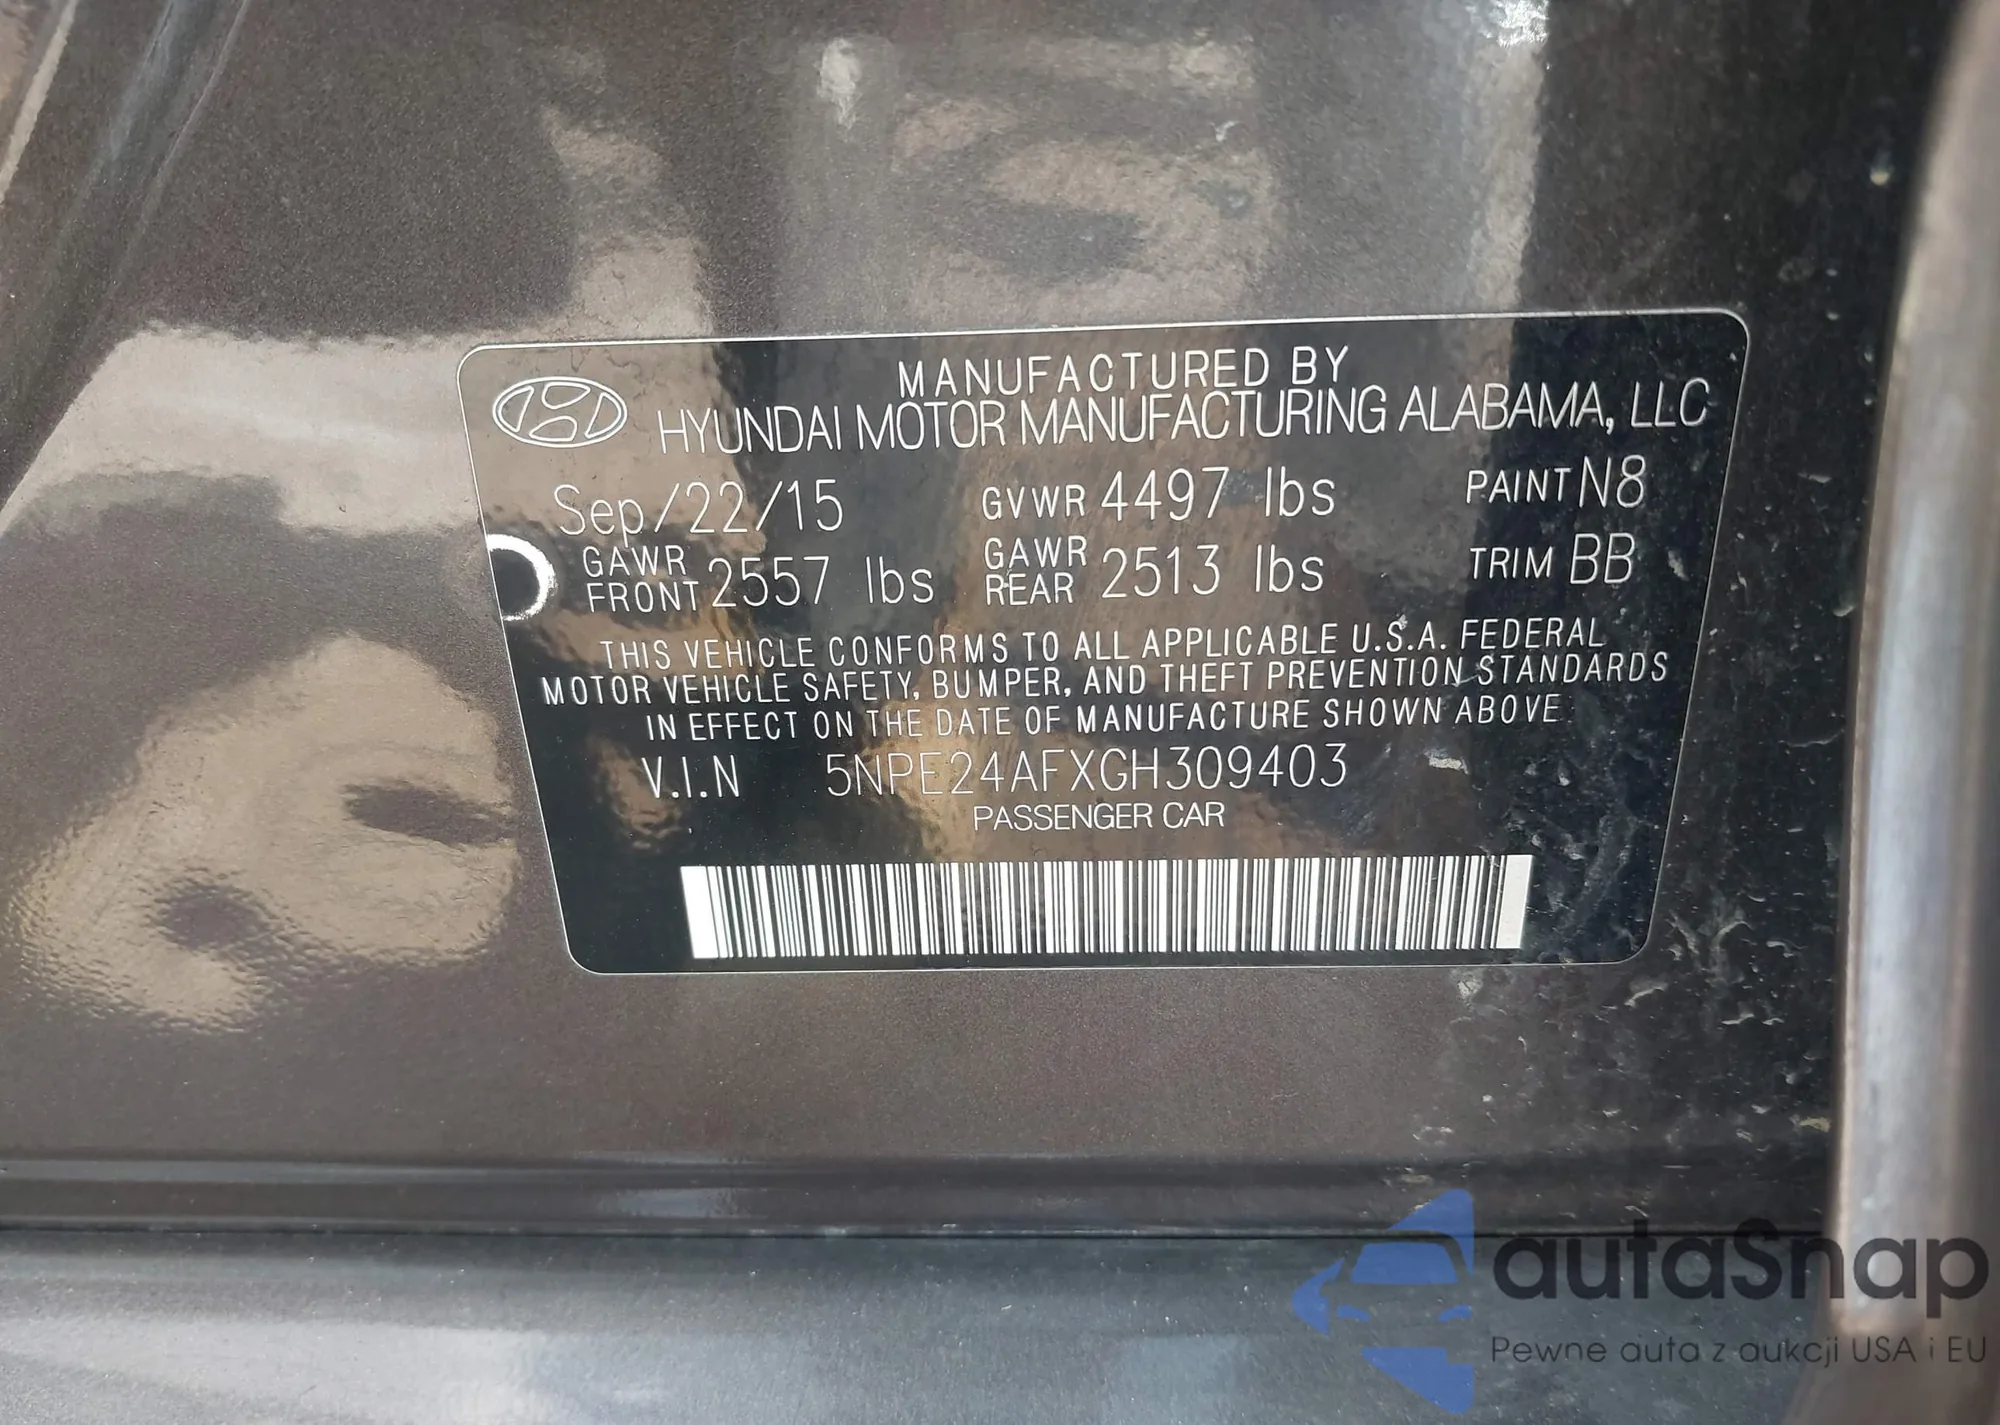 MANUFACTURED BY
HYUNDAI MOTOR MANUFACTURING ALABAMA, LLC
Sep/22/15 GVWR 4497 lbs PAINT N8
GAWR FRONT 2557 lbs GAWR REAR 2513 lbs TRIM BB
THIS VEHICLE CONFORMS TO ALL APPLICABLE U.S.A. FEDERAL
MOTOR VEHICLE SAFETY, BUMPER, AND THEFT PREVENTION STANDARDS
IN EFFECT ON THE DATE OF MANUFACTURE SHOWN ABOVE
V.I.N 5NPE24AFXGH309403
PASSENGER CAR
autaSnap
Pewne auta z aukcji USA i EU